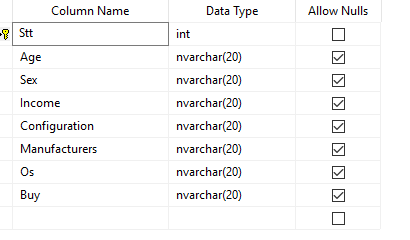 Column Name Data Type Allow Nulls
Stt int
Age nvarchar(20)
Sex nvarchar(20)
Income nvarchar(20)
Configuration nvarchar(20)
Manufacturers nvarchar(20)
Os nvarchar(20)
Buy nvarchar(20)